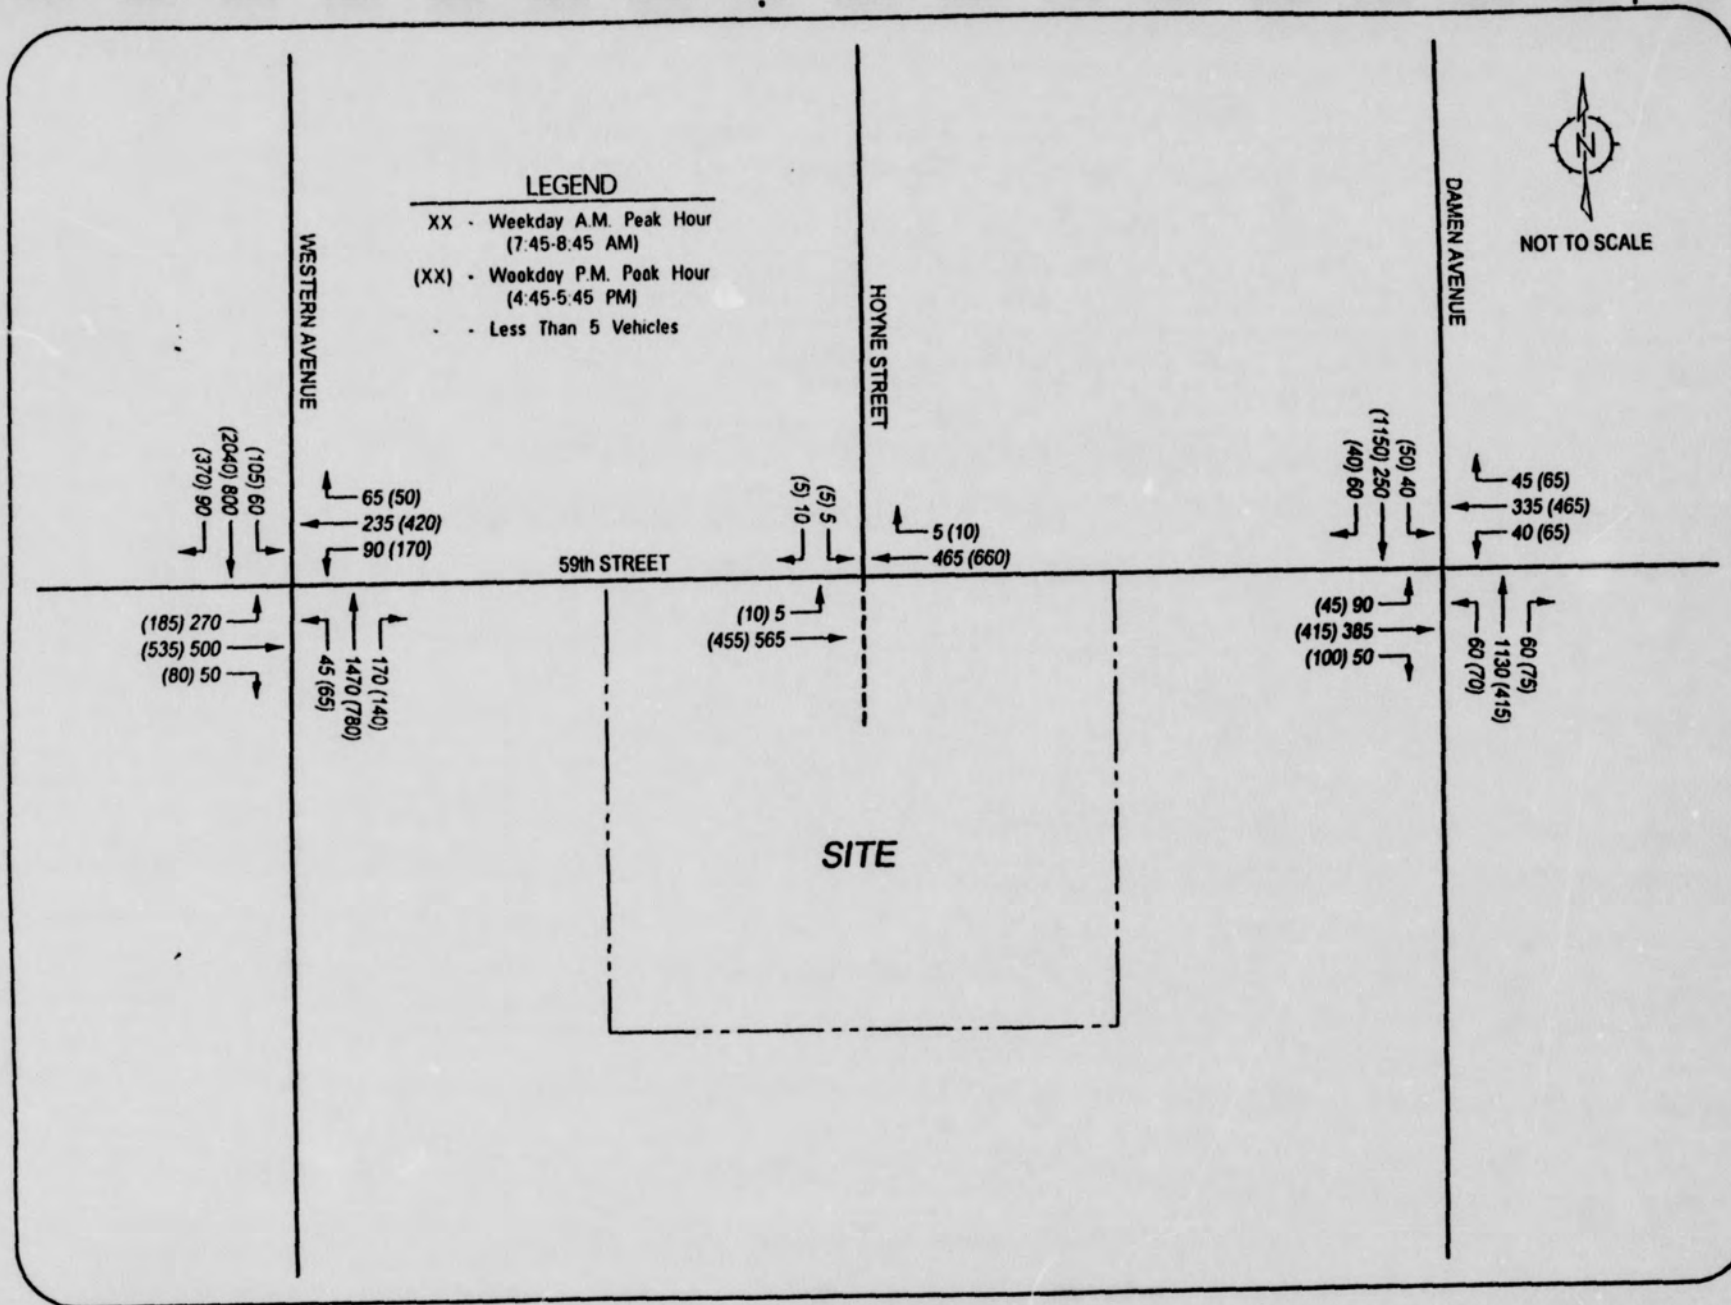 LEGEND
XX - Weekday A.M. Peak Hour
(7:45-8:45 AM)
(XX) - Weekday P.M. Peak Hour
(4:45-5:45 PM)
- - Less Than 5 Vehicles
N
NOT TO SCALE
WESTERN AVENUE
HOYNE STREET
DAMEN AVENUE
59th STREET
(370) 90
(2040) 800
(105) 60
65 (50)
235 (420)
90 (170)
(185) 270
(535) 500
(80) 50
45 (65)
1470 (780)
170 (140)
(5) 10
(5) 5
5 (10)
465 (660)
(10) 5
(455) 565
(40) 60
(1150) 250
(50) 40
45 (65)
335 (465)
40 (65)
(45) 90
(415) 385
(100) 50
60 (70)
1130 (415)
60 (75)
SITE